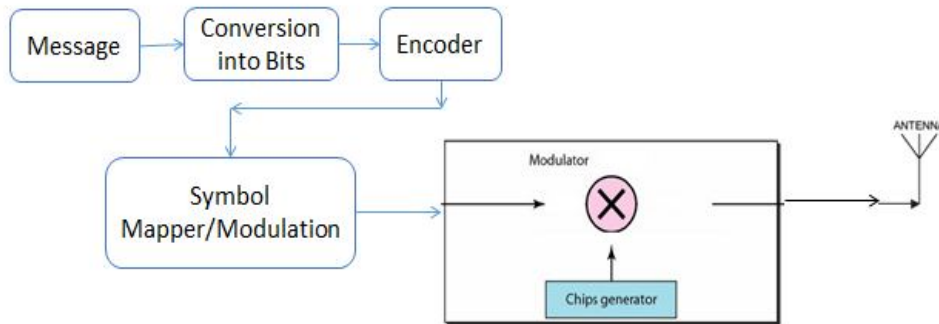 Message
Conversion
into Bits
Encoder
Symbol
Mapper/Modulation
Modulator
Chips generator
ANTENNA